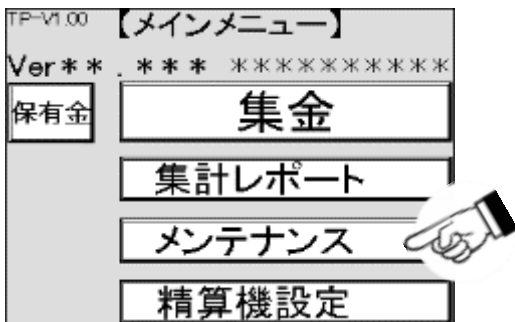 TP-V1.00 【メインメニュー】
Ver**.*** **********
保有金 集金
集計レポート
メンテナンス
精算機設定